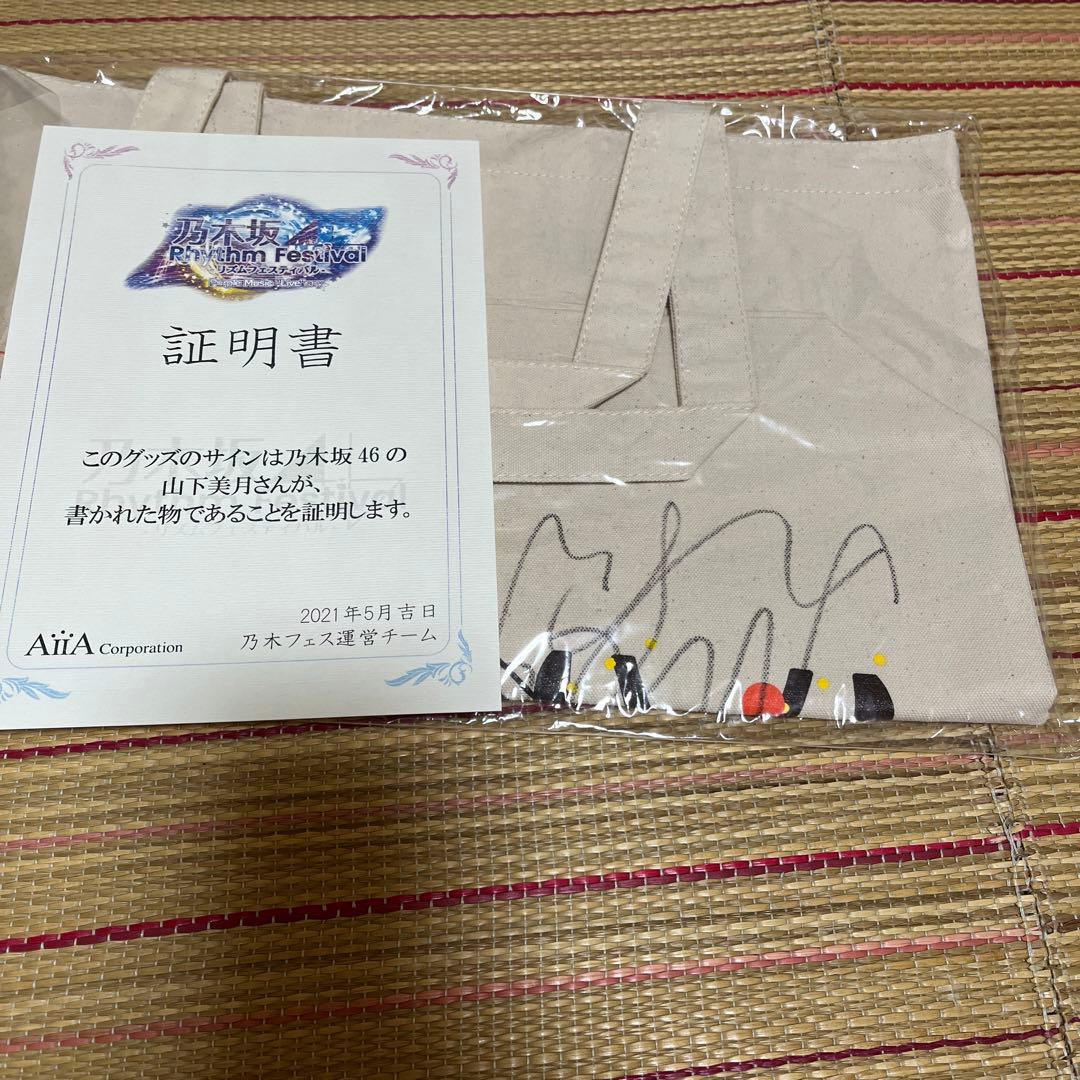 乃木坂
Rhythm Festival
リズムフェスティバル
証明書
このグッズのサインは乃木坂46の
山下美月さんが、
書かれた物であることを証明します。
2021年5月吉日
AiiA Corporation
乃木フェス運営チーム